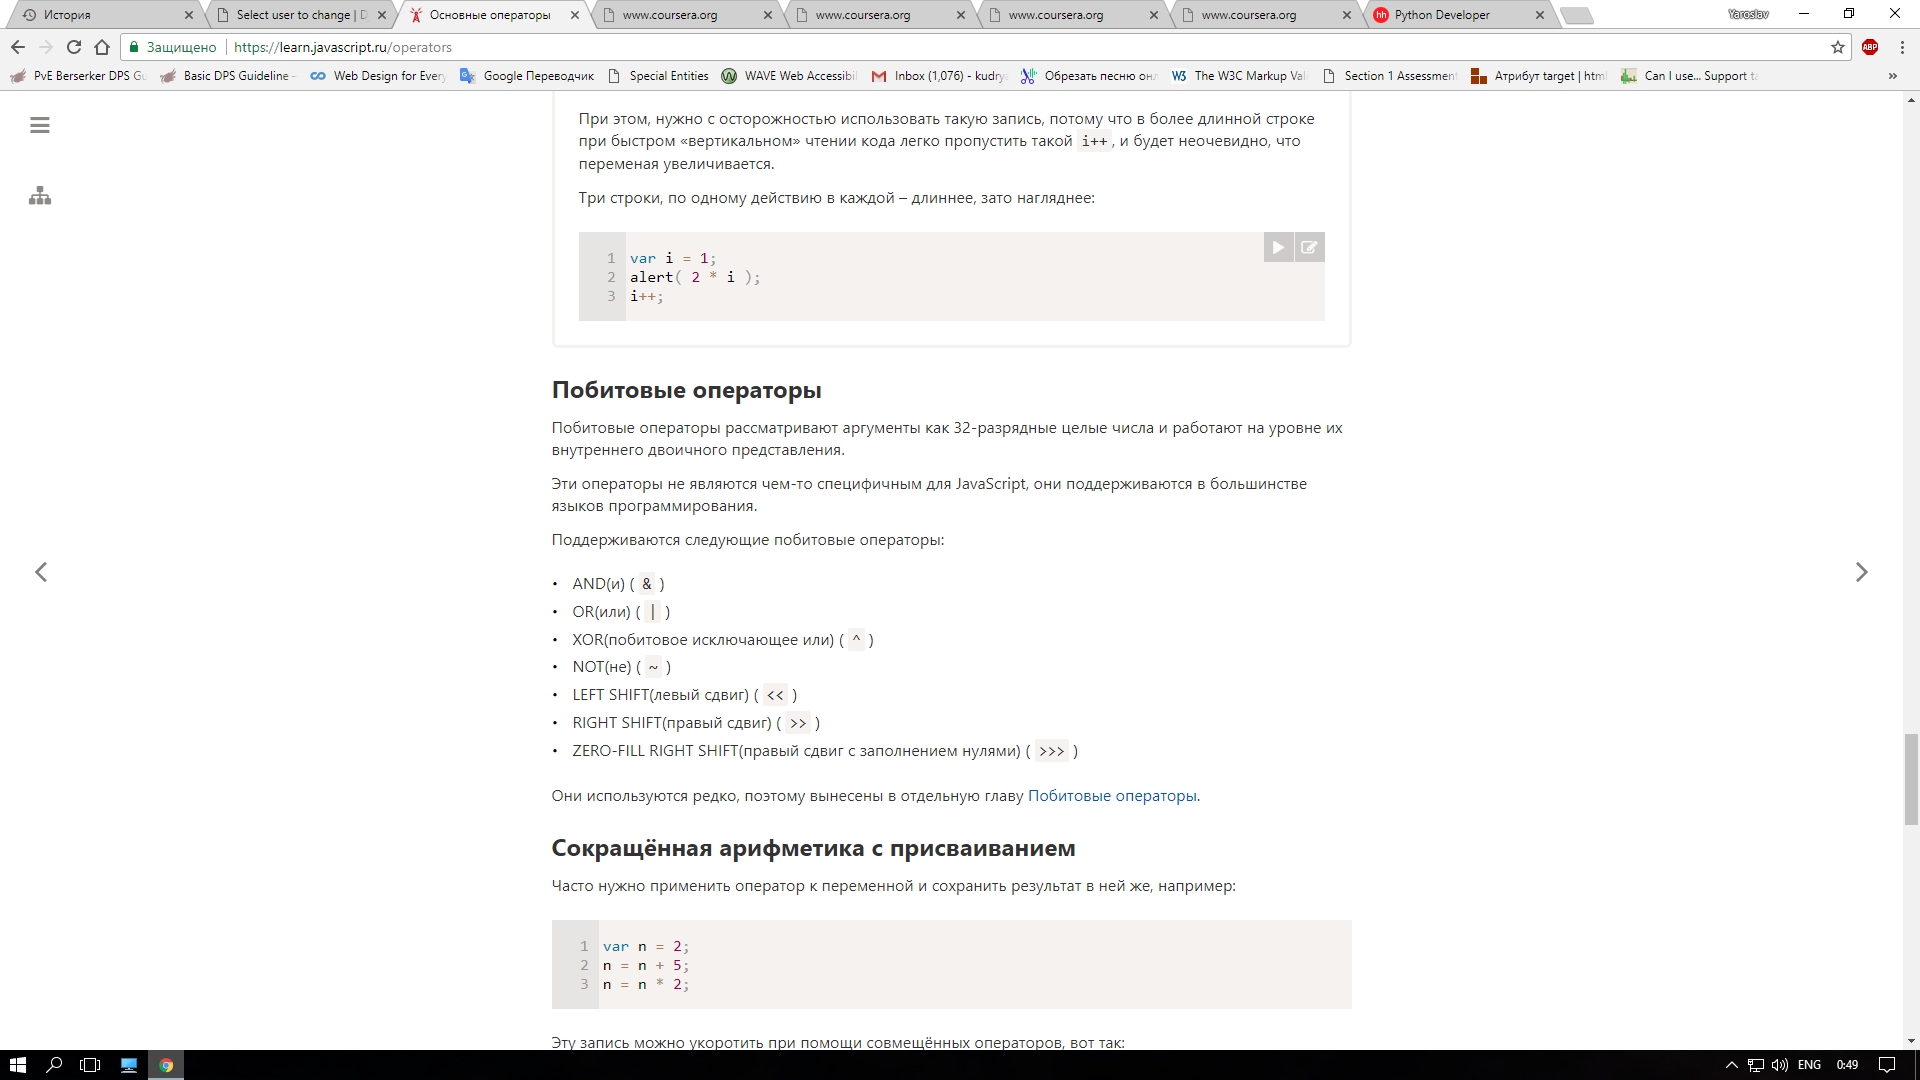 История
Select user to change | D
Основные операторы
www.coursera.org
www.coursera.org
www.coursera.org
www.coursera.org
hh Python Developer
Yaroslav
Защищено https://learn.javascript.ru/operators
ABP
PvE Berserker DPS Gu
Basic DPS Guideline -
Web Design for Every
Google Переводчик
Special Entities
WAVE Web Accessibil
Inbox (1,076) - kudrya
Обрезать песню онл
W3 The W3C Markup Vali
Section 1 Assessment
Атрибут target | html
Can I use... Support ta
»
При этом, нужно с осторожностью использовать такую запись, потому что в более длинной строке
при быстром «вертикальном» чтении кода легко пропустить такой i++, и будет неочевидно, что
переменая увеличивается.
Три строки, по одному действию в каждой – длиннее, зато нагляднее:
1 var i = 1;
2 alert( 2 * i );
3 i++;
Побитовые операторы
Побитовые операторы рассматривают аргументы как 32-разрядные целые числа и работают на уровне их
внутреннего двоичного представления.
Эти операторы не являются чем-то специфичным для JavaScript, они поддерживаются в большинстве
языков программирования.
Поддерживаются следующие побитовые операторы:
• AND(и) ( & )
• OR(или) ( | )
• XOR(побитовое исключающее или) ( ^ )
• NOT(не) ( ~ )
• LEFT SHIFT(левый сдвиг) ( << )
• RIGHT SHIFT(правый сдвиг) ( >> )
• ZERO-FILL RIGHT SHIFT(правый сдвиг с заполнением нулями) ( >>> )
Они используются редко, поэтому вынесены в отдельную главу Побитовые операторы.
Сокращённая арифметика с присваиванием
Часто нужно применить оператор к переменной и сохранить результат в ней же, например:
1 var n = 2;
2 n = n + 5;
3 n = n * 2;
Эту запись можно укоротить при помощи совмещённых операторов, вот так:
ENG 0:49